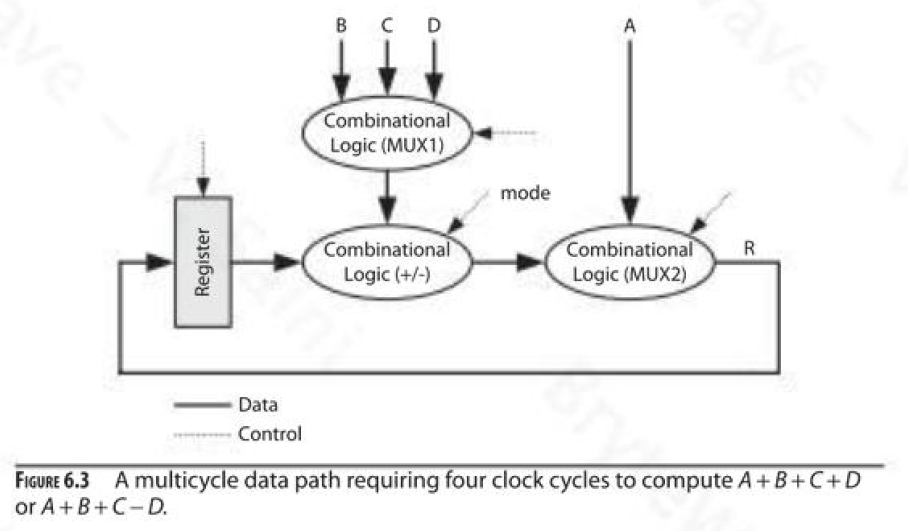 B C D A
Combinational
Logic (MUX1)
mode
Register
Combinational
Logic (+/-)
Combinational
Logic (MUX2)
R
Data
Control
FIGURE 6.3 A multicycle data path requiring four clock cycles to compute A + B + C + D
or A + B + C − D.